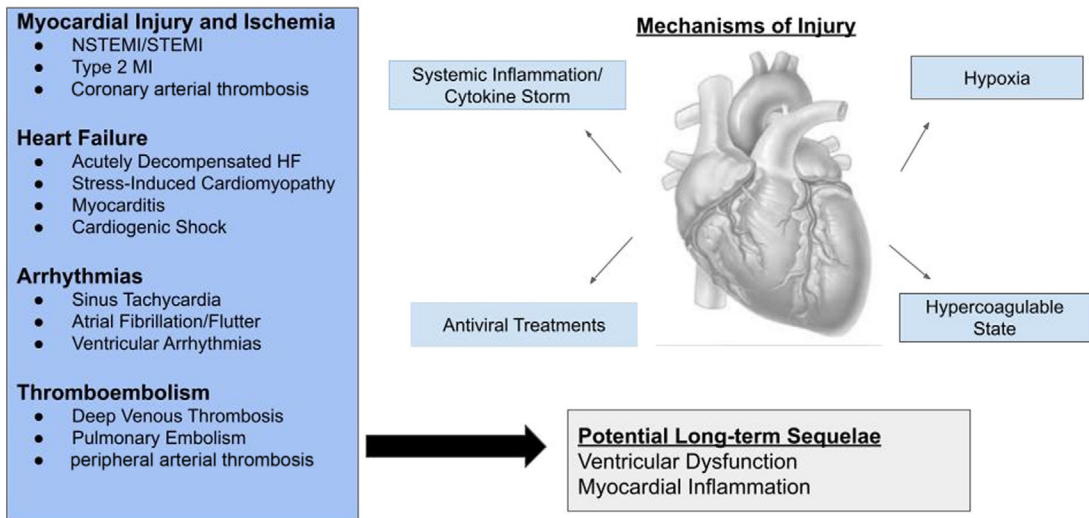 Myocardial Injury and Ischemia
● NSTEMI/STEMI
● Type 2 MI
● Coronary arterial thrombosis
Heart Failure
● Acutely Decompensated HF
● Stress-Induced Cardiomyopathy
● Myocarditis
● Cardiogenic Shock
Arrhythmias
● Sinus Tachycardia
● Atrial Fibrillation/Flutter
● Ventricular Arrhythmias
Thromboembolism
● Deep Venous Thrombosis
● Pulmonary Embolism
● peripheral arterial thrombosis
Mechanisms of Injury
Systemic Inflammation/
Cytokine Storm
Hypoxia
Antiviral Treatments
Hypercoagulable
State
Potential Long-term Sequelae
Ventricular Dysfunction
Myocardial Inflammation